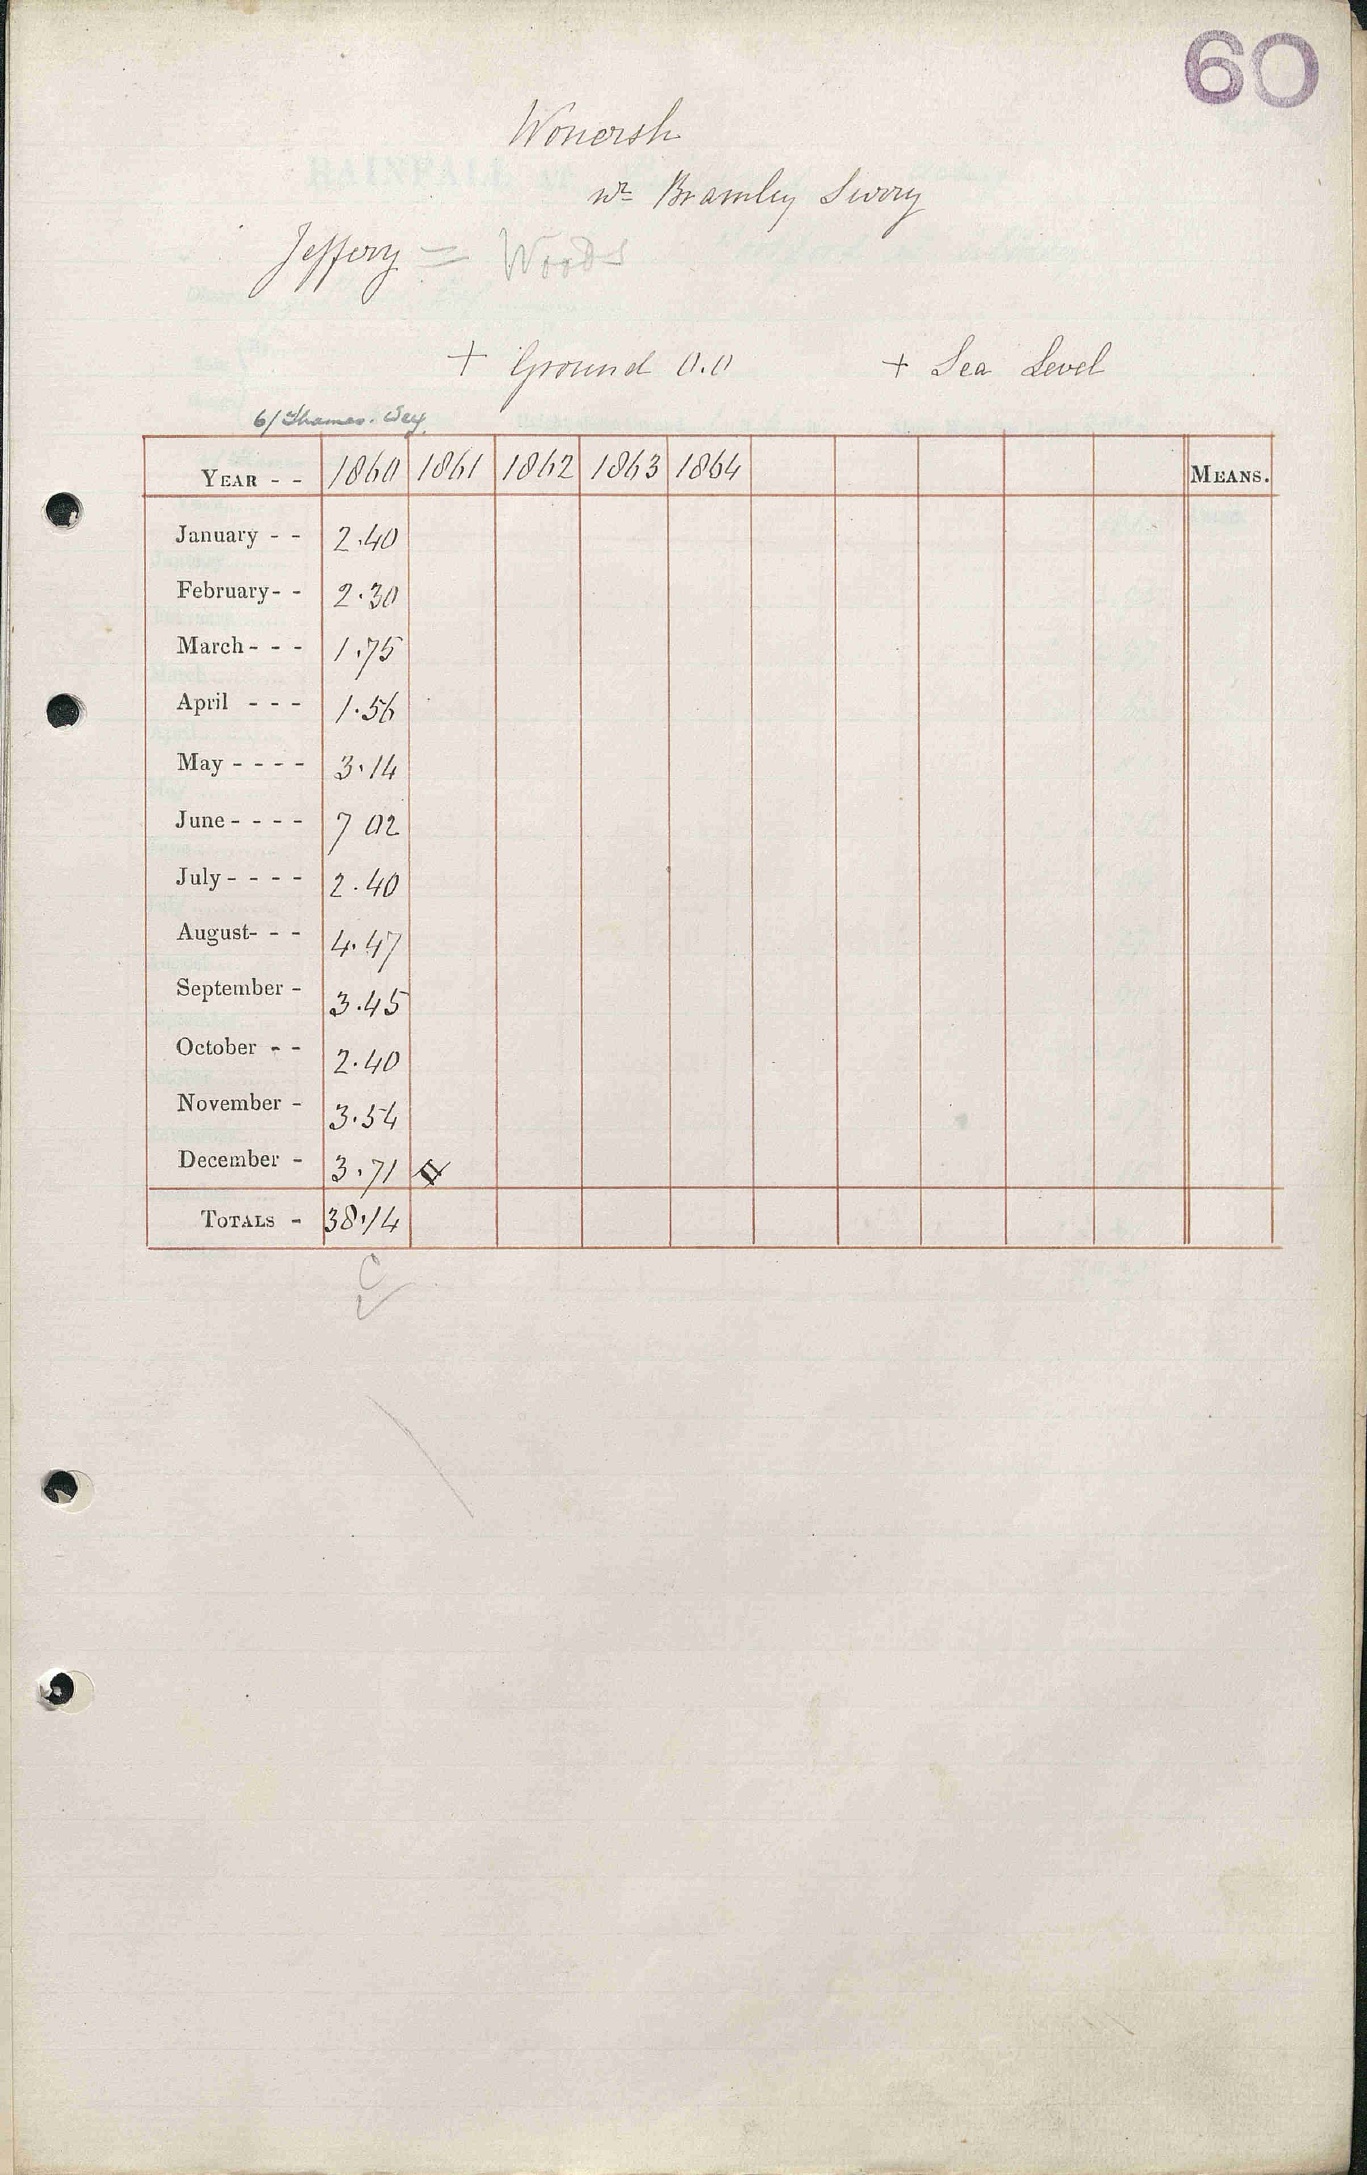 60
Wonersh
nr Bramley Surry
Jeffery = Woods
+ Ground 0.0 + Sea Level
6/ Thames. Wey
YEAR - - 1860 1861 1862 1863 1864 MEANS.
January - - 2.40
February - - 2.30
March - - - 1.75
April - - - 1.56
May - - - - 3.14
June - - - - 7 02
July - - - - 2.40
August - - - 4.47
September - 3.45
October - - 2.40
November - 3.54
December - 3.71
TOTALS - 38.14
C